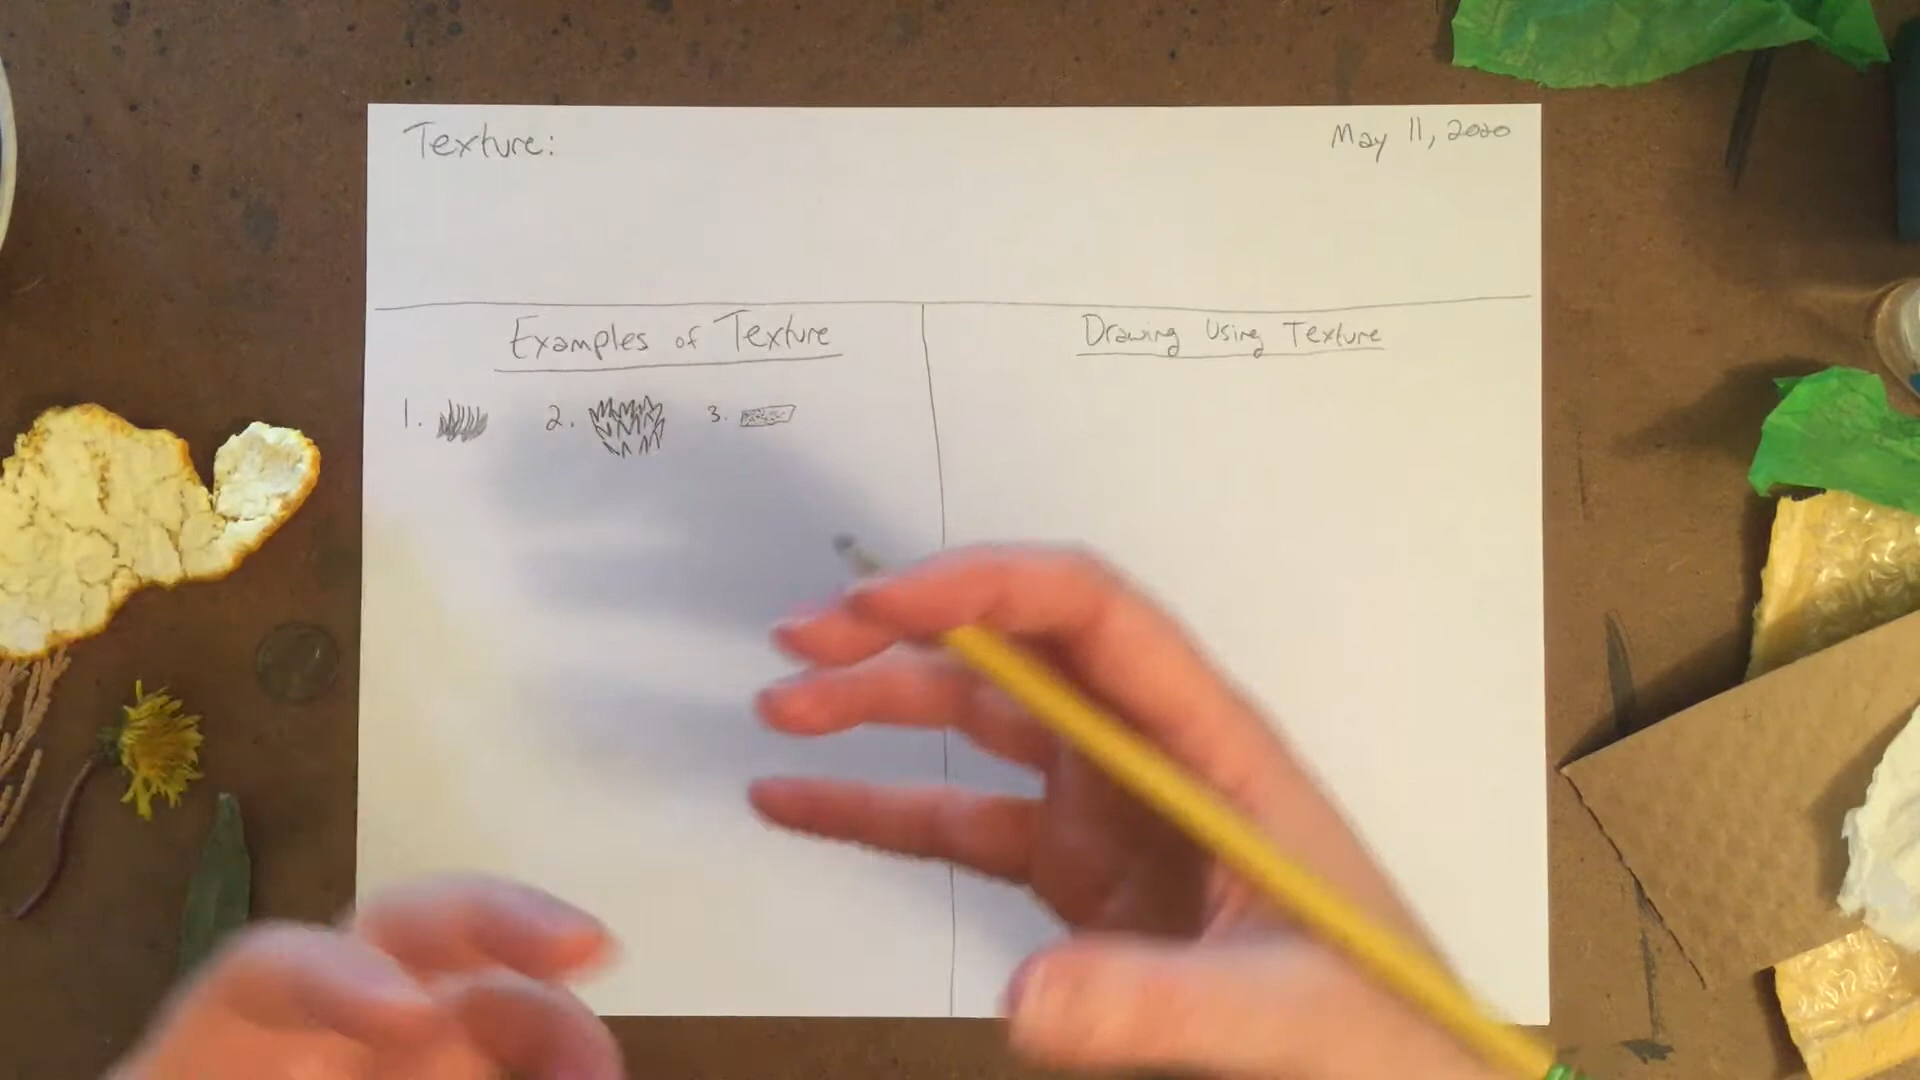 Texture:
May 11, 2020
Examples of Texture
Drawing Using Texture
1.
2.
3.